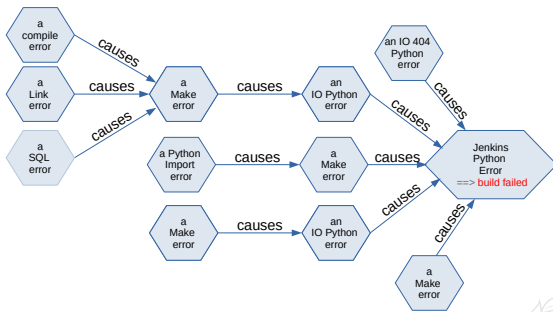 a
compile
error
causes
a
Link
error
causes
a
SQL
error
causes
a
Make
error
causes
an
IO Python
error
causes
an IO 404
Python
error
causes
a Python
Import
error
causes
a
Make
error
causes
a
Make
error
causes
an
IO Python
error
causes
a
Make
error
causes
Jenkins
Python
Error
==> build failed